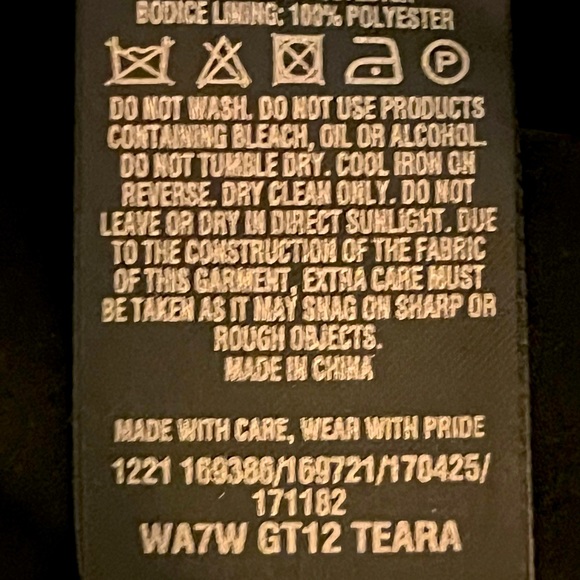 BODICE LINING: 100% POLYESTER
P
DO NOT WASH. DO NOT USE PRODUCTS
CONTAINING BLEACH, OIL OR ALCOHOL.
DO NOT TUMBLE DRY. COOL IRON ON
REVERSE. DRY CLEAN ONLY. DO NOT
LEAVE OR DRY IN DIRECT SUNLIGHT. DUE
TO THE CONSTRUCTION OF THE FABRIC
OF THIS GARMENT, EXTRA CARE MUST
BE TAKEN AS IT MAY SNAG ON SHARP OR
ROUGH OBJECTS.
MADE IN CHINA
MADE WITH CARE, WEAR WITH PRIDE
1221 169386/169721/170425/
171182
WA7W GT12 TEARA